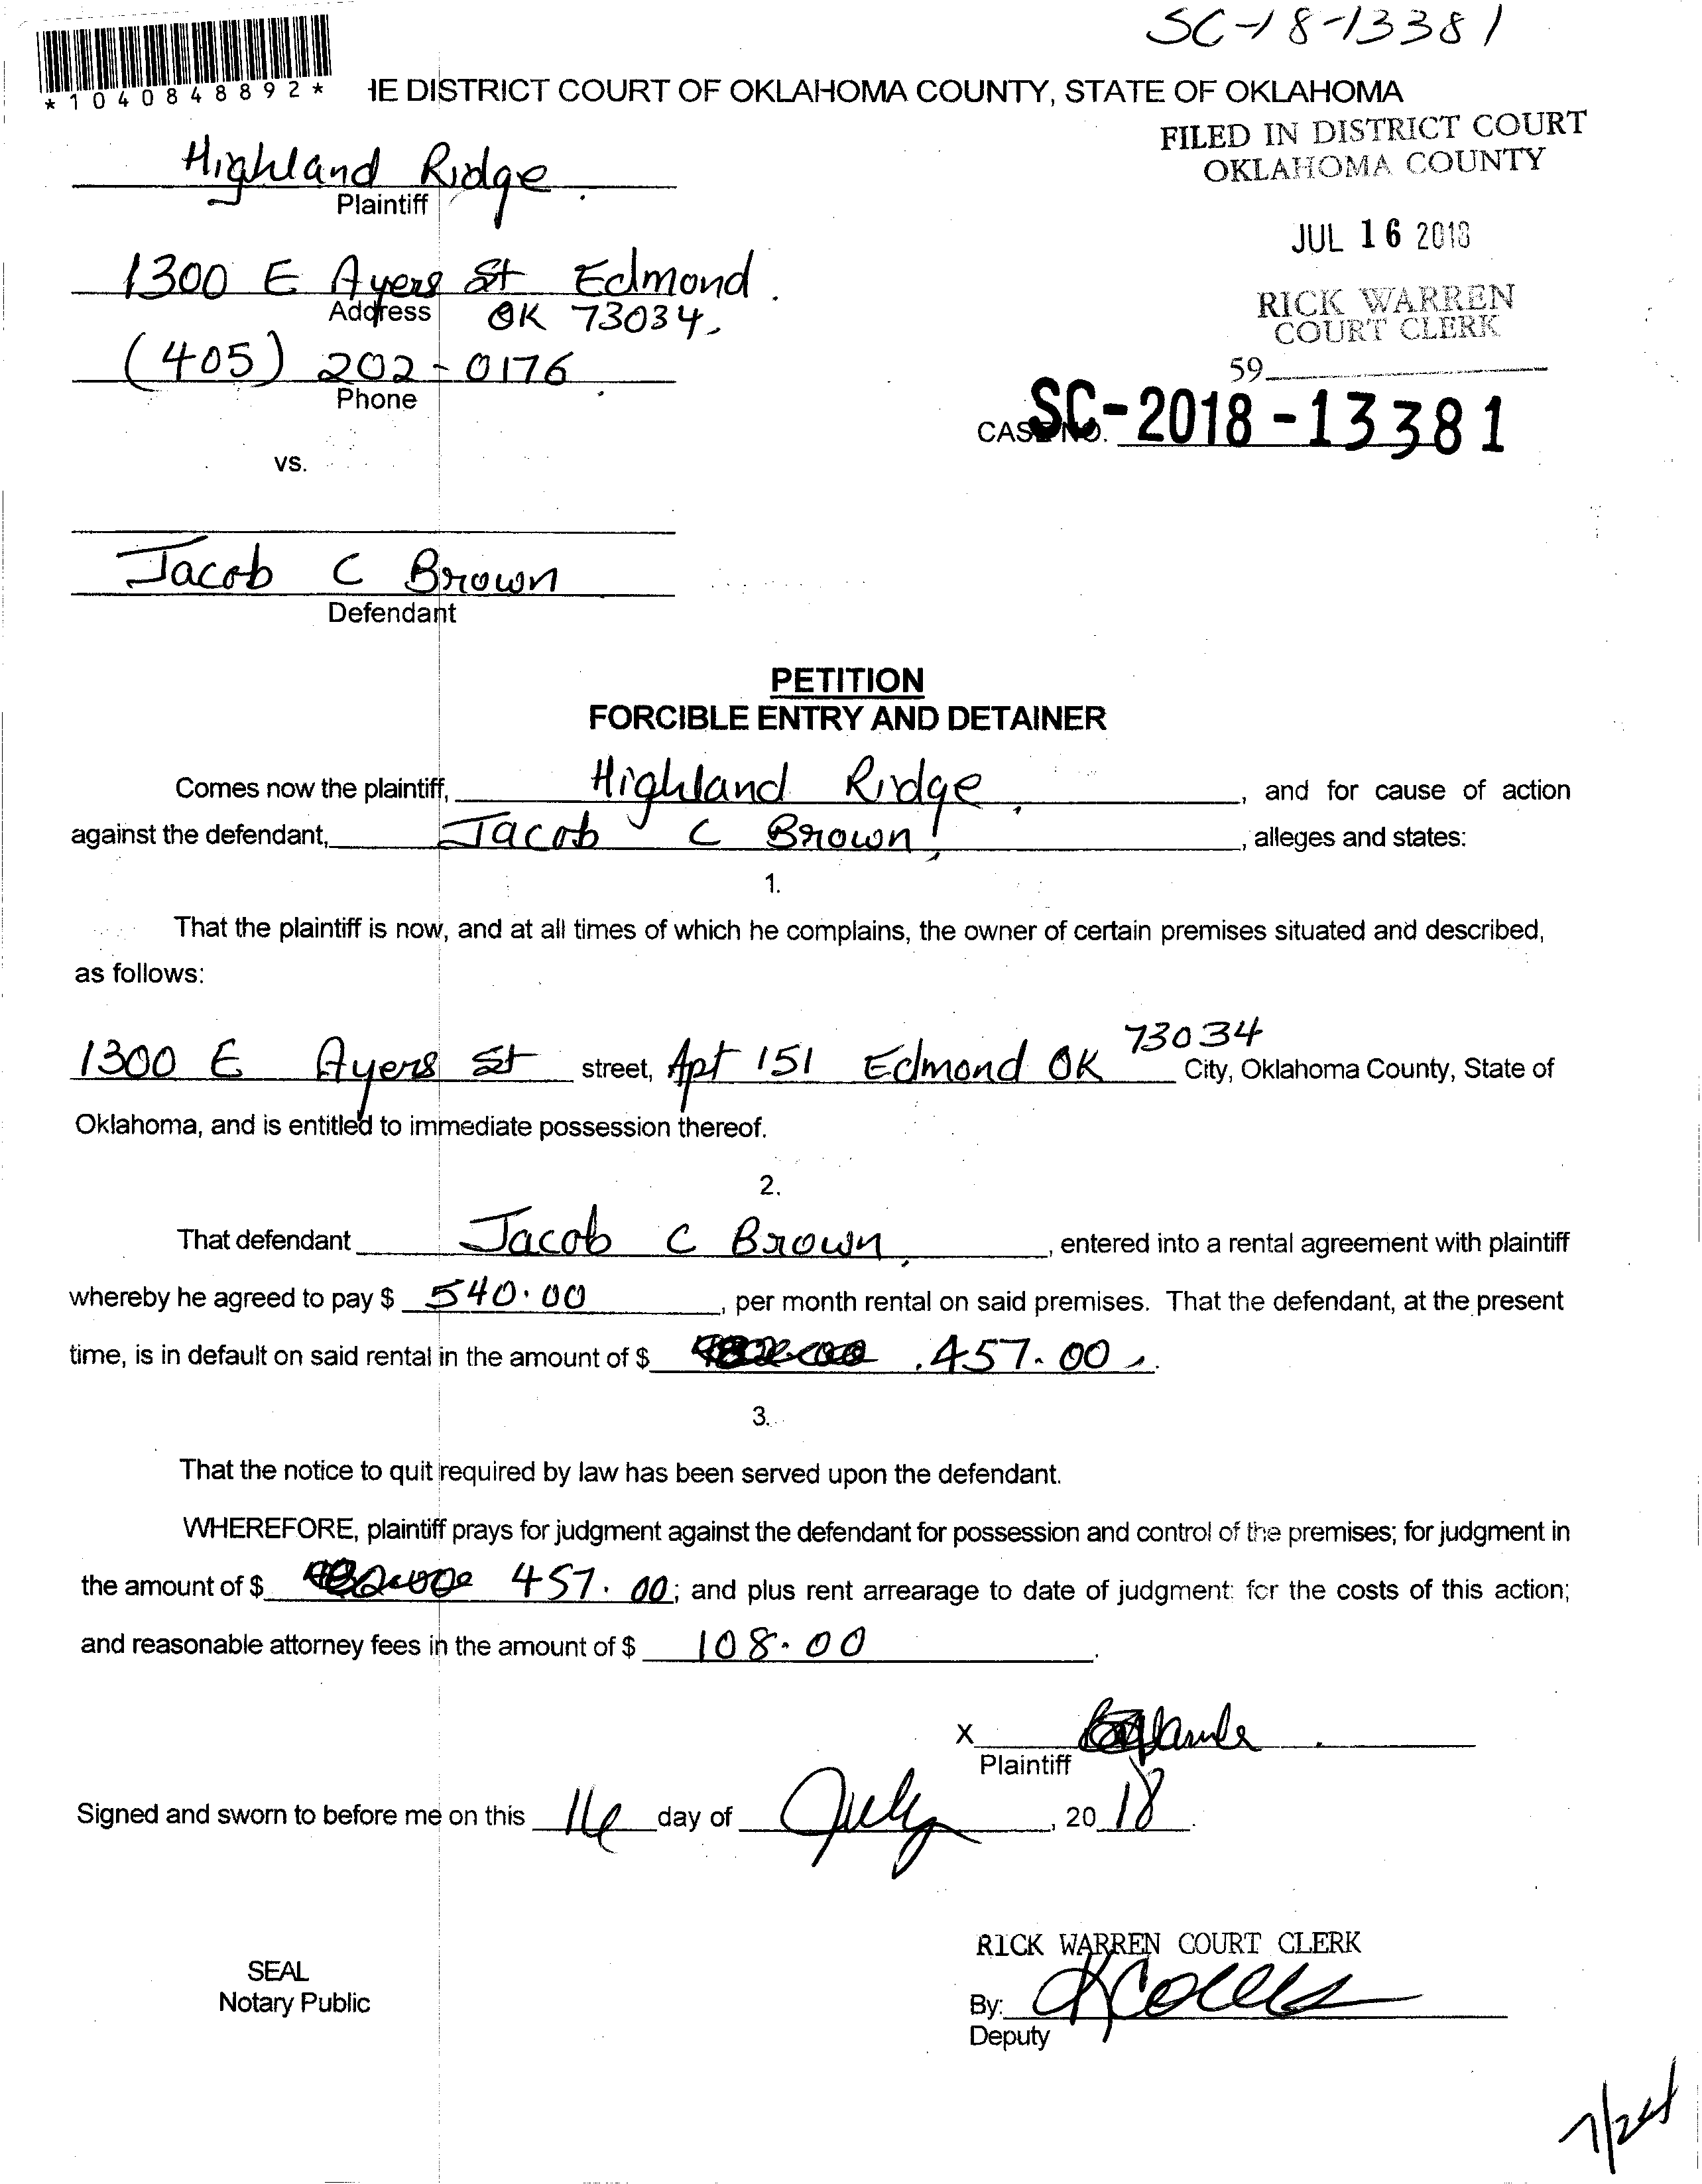 SC-18-13381
*1040848892*
HE DISTRICT COURT OF OKLAHOMA COUNTY, STATE OF OKLAHOMA
FILED IN DISTRICT COURT
OKLAHOMA COUNTY
Highland Ridge.
Plaintiff
JUL 16 2018
1300 E Ayers St Edmond.
Address OK 73034.
RICK WARREN
COURT CLERK
(405) 202-0176
Phone
59
CASE NO. SC-2018-13381
vs.
Jacob C Brown
Defendant
PETITION
FORCIBLE ENTRY AND DETAINER
Comes now the plaintiff, Highland Ridge, and for cause of action
against the defendant, Jacob C Brown, alleges and states:
1.
That the plaintiff is now, and at all times of which he complains, the owner of certain premises situated and described,
as follows:
1300 E Ayers St street, Apt 151 Edmond OK 73034 City, Oklahoma County, State of
Oklahoma, and is entitled to immediate possession thereof.
2.
That defendant Jacob C Brown, entered into a rental agreement with plaintiff
whereby he agreed to pay $ 540.00, per month rental on said premises. That the defendant, at the present
time, is in default on said rental in the amount of $ 457.00.
3.
That the notice to quit required by law has been served upon the defendant.
WHEREFORE, plaintiff prays for judgment against the defendant for possession and control of the premises; for judgment in
the amount of $ 457.00; and plus rent arrearage to date of judgment; for the costs of this action;
and reasonable attorney fees in the amount of $ 108.00.
X
Plaintiff
Signed and sworn to before me on this 16 day of July, 2018.
RICK WARREN COURT CLERK
SEAL
Notary Public
By:
Deputy
7/24